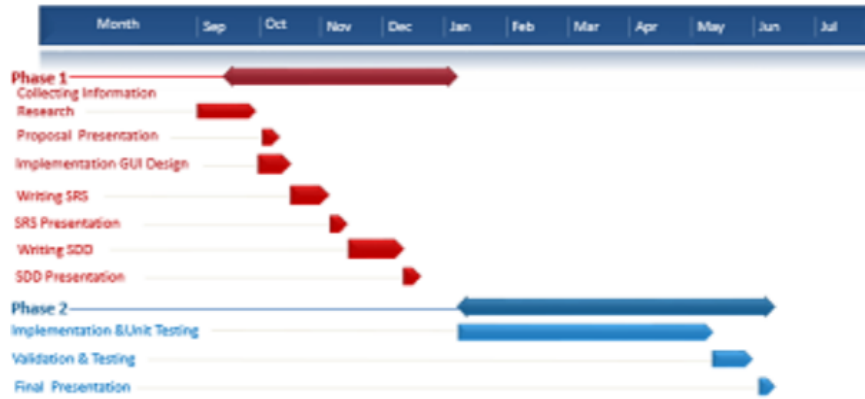 Month Sep Oct Nov Dec Jan Feb Mar Apr May Jun Jul
Phase 1
Collecting Information
Research
Proposal Presentation
Implementation GUI Design
Writing SRS
SRS Presentation
Writing SDD
SDD Presentation
Phase 2
Implementation &Unit Testing
Validation & Testing
Final Presentation